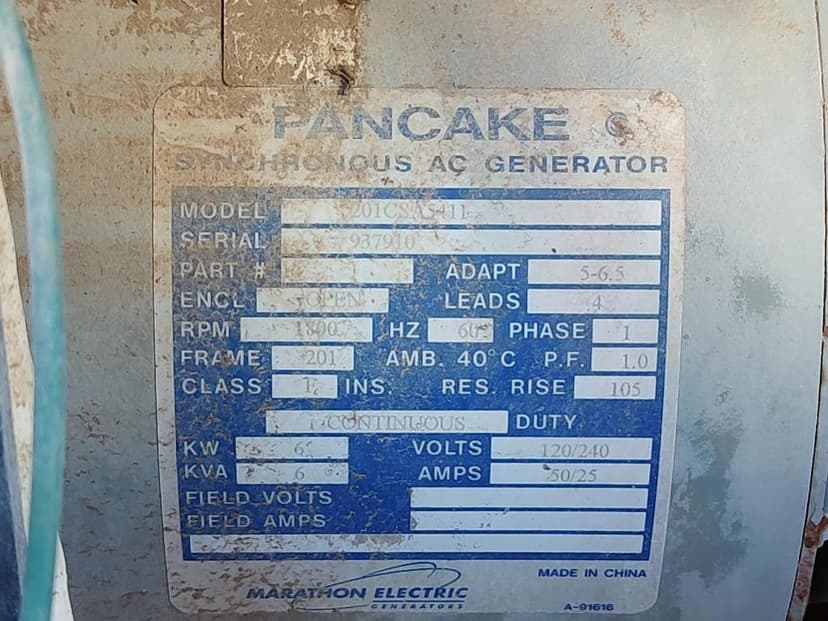 PANCAKE
SYNCHRONOUS AC GENERATOR
MODEL 201CSA5411
SERIAL 937910
PART # ADAPT 5-6.5
ENCL OPEN LEADS 4
RPM 1800 HZ 60 PHASE 1
FRAME 201 AMB. 40°C P.F. 1.0
CLASS F INS. RES. RISE 105
CONTINUOUS DUTY
KW 6 VOLTS 120/240
KVA 6 AMPS 50/25
FIELD VOLTS
FIELD AMPS
MADE IN CHINA
MARATHON ELECTRIC
GENERATORS
A-91616